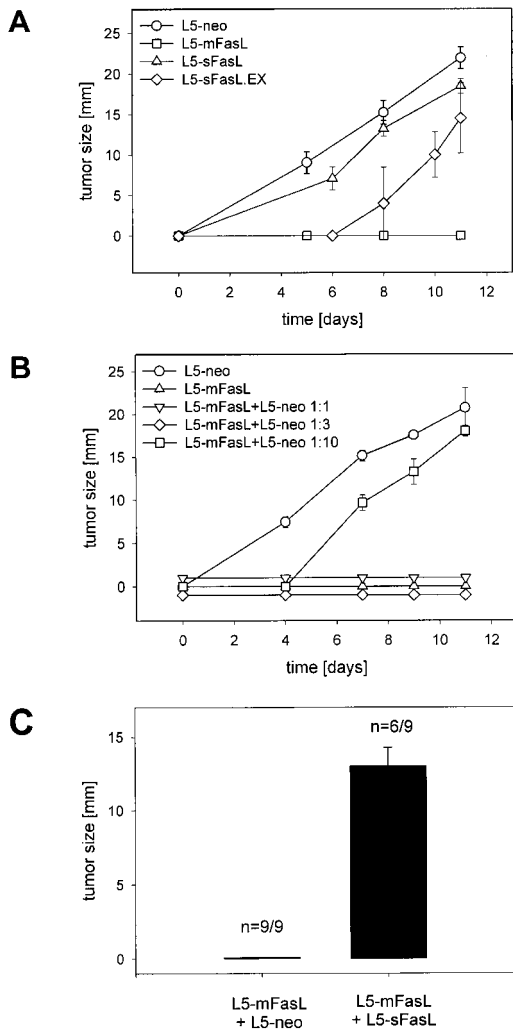 A
L5-neo
L5-mFasL
L5-sFasL
L5-sFasL.EX
25
20
15
10
5
0
tumor size [mm]
0 2 4 6 8 10 12
time [days]
B
L5-neo
L5-mFasL
L5-mFasL+L5-neo 1:1
L5-mFasL+L5-neo 1:3
L5-mFasL+L5-neo 1:10
25
20
15
10
5
0
tumor size [mm]
0 2 4 6 8 10 12
time [days]
C
15
10
5
0
tumor size [mm]
n=6/9
n=9/9
L5-mFasL
+ L5-neo
L5-mFasL
+ L5-sFasL